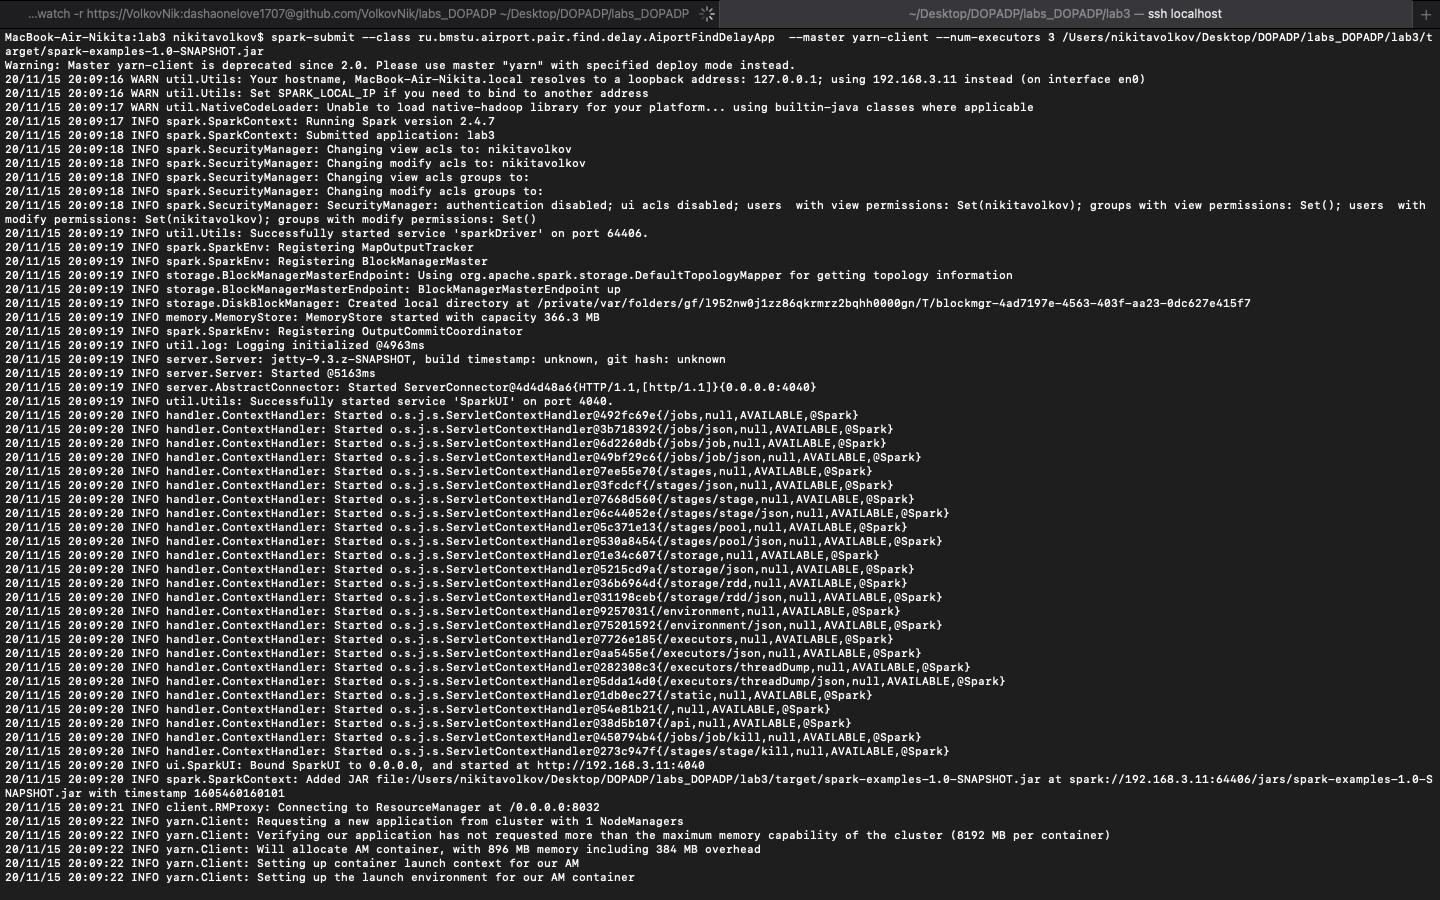 ...watch -r https://VolkovNik:dashaonelove1707@github.com/VolkovNik/labs_DOPADP ~/Desktop/DOPADP/labs_DOPADP
~/Desktop/DOPADP/labs_DOPADP/lab3 — ssh localhost
MacBook-Air-Nikita:lab3 nikitavolkov$ spark-submit --class ru.bmstu.airport.pair.find.delay.AiportFindDelayApp  --master yarn-client --num-executors 3 /Users/nikitavolkov/Desktop/DOPADP/labs_DOPADP/lab3/t
arget/spark-examples-1.0-SNAPSHOT.jar
Warning: Master yarn-client is deprecated since 2.0. Please use master "yarn" with specified deploy mode instead.
20/11/15 20:09:16 WARN util.Utils: Your hostname, MacBook-Air-Nikita.local resolves to a loopback address: 127.0.0.1; using 192.168.3.11 instead (on interface en0)
20/11/15 20:09:16 WARN util.Utils: Set SPARK_LOCAL_IP if you need to bind to another address
20/11/15 20:09:17 WARN util.NativeCodeLoader: Unable to load native-hadoop library for your platform... using builtin-java classes where applicable
20/11/15 20:09:17 INFO spark.SparkContext: Running Spark version 2.4.7
20/11/15 20:09:18 INFO spark.SparkContext: Submitted application: lab3
20/11/15 20:09:18 INFO spark.SecurityManager: Changing view acls to: nikitavolkov
20/11/15 20:09:18 INFO spark.SecurityManager: Changing modify acls to: nikitavolkov
20/11/15 20:09:18 INFO spark.SecurityManager: Changing view acls groups to:
20/11/15 20:09:18 INFO spark.SecurityManager: Changing modify acls groups to:
20/11/15 20:09:18 INFO spark.SecurityManager: SecurityManager: authentication disabled; ui acls disabled; users  with view permissions: Set(nikitavolkov); groups with view permissions: Set(); users  with
modify permissions: Set(nikitavolkov); groups with modify permissions: Set()
20/11/15 20:09:19 INFO util.Utils: Successfully started service 'sparkDriver' on port 64406.
20/11/15 20:09:19 INFO spark.SparkEnv: Registering MapOutputTracker
20/11/15 20:09:19 INFO spark.SparkEnv: Registering BlockManagerMaster
20/11/15 20:09:19 INFO storage.BlockManagerMasterEndpoint: Using org.apache.spark.storage.DefaultTopologyMapper for getting topology information
20/11/15 20:09:19 INFO storage.BlockManagerMasterEndpoint: BlockManagerMasterEndpoint up
20/11/15 20:09:19 INFO storage.DiskBlockManager: Created local directory at /private/var/folders/gf/l952nw0j1zz86qkrmrz2bqhh0000gn/T/blockmgr-4ad7197e-4563-403f-aa23-0dc627e415f7
20/11/15 20:09:19 INFO memory.MemoryStore: MemoryStore started with capacity 366.3 MB
20/11/15 20:09:19 INFO spark.SparkEnv: Registering OutputCommitCoordinator
20/11/15 20:09:19 INFO util.log: Logging initialized @4963ms
20/11/15 20:09:19 INFO server.Server: jetty-9.3.z-SNAPSHOT, build timestamp: unknown, git hash: unknown
20/11/15 20:09:19 INFO server.Server: Started @5163ms
20/11/15 20:09:19 INFO server.AbstractConnector: Started ServerConnector@4d4d48a6{HTTP/1.1,[http/1.1]}{0.0.0.0:4040}
20/11/15 20:09:19 INFO util.Utils: Successfully started service 'SparkUI' on port 4040.
20/11/15 20:09:20 INFO handler.ContextHandler: Started o.s.j.s.ServletContextHandler@492fc69e{/jobs,null,AVAILABLE,@Spark}
20/11/15 20:09:20 INFO handler.ContextHandler: Started o.s.j.s.ServletContextHandler@3b718392{/jobs/json,null,AVAILABLE,@Spark}
20/11/15 20:09:20 INFO handler.ContextHandler: Started o.s.j.s.ServletContextHandler@6d2260db{/jobs/job,null,AVAILABLE,@Spark}
20/11/15 20:09:20 INFO handler.ContextHandler: Started o.s.j.s.ServletContextHandler@49bf29c6{/jobs/job/json,null,AVAILABLE,@Spark}
20/11/15 20:09:20 INFO handler.ContextHandler: Started o.s.j.s.ServletContextHandler@7ee55e70{/stages,null,AVAILABLE,@Spark}
20/11/15 20:09:20 INFO handler.ContextHandler: Started o.s.j.s.ServletContextHandler@3fcdcf{/stages/json,null,AVAILABLE,@Spark}
20/11/15 20:09:20 INFO handler.ContextHandler: Started o.s.j.s.ServletContextHandler@7668d560{/stages/stage,null,AVAILABLE,@Spark}
20/11/15 20:09:20 INFO handler.ContextHandler: Started o.s.j.s.ServletContextHandler@6c44052e{/stages/stage/json,null,AVAILABLE,@Spark}
20/11/15 20:09:20 INFO handler.ContextHandler: Started o.s.j.s.ServletContextHandler@5c371e13{/stages/pool,null,AVAILABLE,@Spark}
20/11/15 20:09:20 INFO handler.ContextHandler: Started o.s.j.s.ServletContextHandler@530a8454{/stages/pool/json,null,AVAILABLE,@Spark}
20/11/15 20:09:20 INFO handler.ContextHandler: Started o.s.j.s.ServletContextHandler@1e34c607{/storage,null,AVAILABLE,@Spark}
20/11/15 20:09:20 INFO handler.ContextHandler: Started o.s.j.s.ServletContextHandler@5215cd9a{/storage/json,null,AVAILABLE,@Spark}
20/11/15 20:09:20 INFO handler.ContextHandler: Started o.s.j.s.ServletContextHandler@36b6964d{/storage/rdd,null,AVAILABLE,@Spark}
20/11/15 20:09:20 INFO handler.ContextHandler: Started o.s.j.s.ServletContextHandler@31198ceb{/storage/rdd/json,null,AVAILABLE,@Spark}
20/11/15 20:09:20 INFO handler.ContextHandler: Started o.s.j.s.ServletContextHandler@9257031{/environment,null,AVAILABLE,@Spark}
20/11/15 20:09:20 INFO handler.ContextHandler: Started o.s.j.s.ServletContextHandler@75201592{/environment/json,null,AVAILABLE,@Spark}
20/11/15 20:09:20 INFO handler.ContextHandler: Started o.s.j.s.ServletContextHandler@7726e185{/executors,null,AVAILABLE,@Spark}
20/11/15 20:09:20 INFO handler.ContextHandler: Started o.s.j.s.ServletContextHandler@aa5455e{/executors/json,null,AVAILABLE,@Spark}
20/11/15 20:09:20 INFO handler.ContextHandler: Started o.s.j.s.ServletContextHandler@282308c3{/executors/threadDump,null,AVAILABLE,@Spark}
20/11/15 20:09:20 INFO handler.ContextHandler: Started o.s.j.s.ServletContextHandler@5dda14d0{/executors/threadDump/json,null,AVAILABLE,@Spark}
20/11/15 20:09:20 INFO handler.ContextHandler: Started o.s.j.s.ServletContextHandler@1db0ec27{/static,null,AVAILABLE,@Spark}
20/11/15 20:09:20 INFO handler.ContextHandler: Started o.s.j.s.ServletContextHandler@54e81b21{/,null,AVAILABLE,@Spark}
20/11/15 20:09:20 INFO handler.ContextHandler: Started o.s.j.s.ServletContextHandler@38d5b107{/api,null,AVAILABLE,@Spark}
20/11/15 20:09:20 INFO handler.ContextHandler: Started o.s.j.s.ServletContextHandler@450794b4{/jobs/job/kill,null,AVAILABLE,@Spark}
20/11/15 20:09:20 INFO handler.ContextHandler: Started o.s.j.s.ServletContextHandler@273c947f{/stages/stage/kill,null,AVAILABLE,@Spark}
20/11/15 20:09:20 INFO ui.SparkUI: Bound SparkUI to 0.0.0.0, and started at http://192.168.3.11:4040
20/11/15 20:09:20 INFO spark.SparkContext: Added JAR file:/Users/nikitavolkov/Desktop/DOPADP/labs_DOPADP/lab3/target/spark-examples-1.0-SNAPSHOT.jar at spark://192.168.3.11:64406/jars/spark-examples-1.0-S
NAPSHOT.jar with timestamp 1605460160101
20/11/15 20:09:21 INFO client.RMProxy: Connecting to ResourceManager at /0.0.0.0:8032
20/11/15 20:09:22 INFO yarn.Client: Requesting a new application from cluster with 1 NodeManagers
20/11/15 20:09:22 INFO yarn.Client: Verifying our application has not requested more than the maximum memory capability of the cluster (8192 MB per container)
20/11/15 20:09:22 INFO yarn.Client: Will allocate AM container, with 896 MB memory including 384 MB overhead
20/11/15 20:09:22 INFO yarn.Client: Setting up container launch context for our AM
20/11/15 20:09:22 INFO yarn.Client: Setting up the launch environment for our AM container